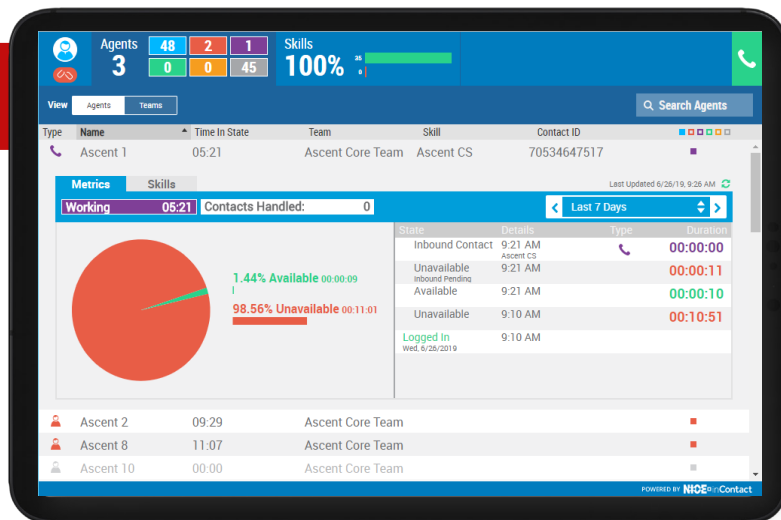 Agents 48 2 1 Skills
3 0 0 45 100% 35
0
View Agents Teams Search Agents
Type Name Time In State Team Skill Contact ID
Ascent 1 05:21 Ascent Core Team Ascent CS 70534647517
Metrics Skills Last Updated 6/26/19, 9:26 AM
Working 05:21 Contacts Handled: 0 Last 7 Days
State Details Type Duration
Inbound Contact 9:21 AM 00:00:00
Ascent CS
Unavailable 9:21 AM 00:00:11
Inbound Pending
1.44% Available 00:00:09
Available 9:21 AM 00:00:10
98.56% Unavailable 00:11:01
Unavailable 9:10 AM 00:10:51
Logged In 9:10 AM
Wed, 6/26/2019
Ascent 2 09:29 Ascent Core Team
Ascent 8 11:07 Ascent Core Team
Ascent 10 00:00 Ascent Core Team
POWERED BY NICE inContact